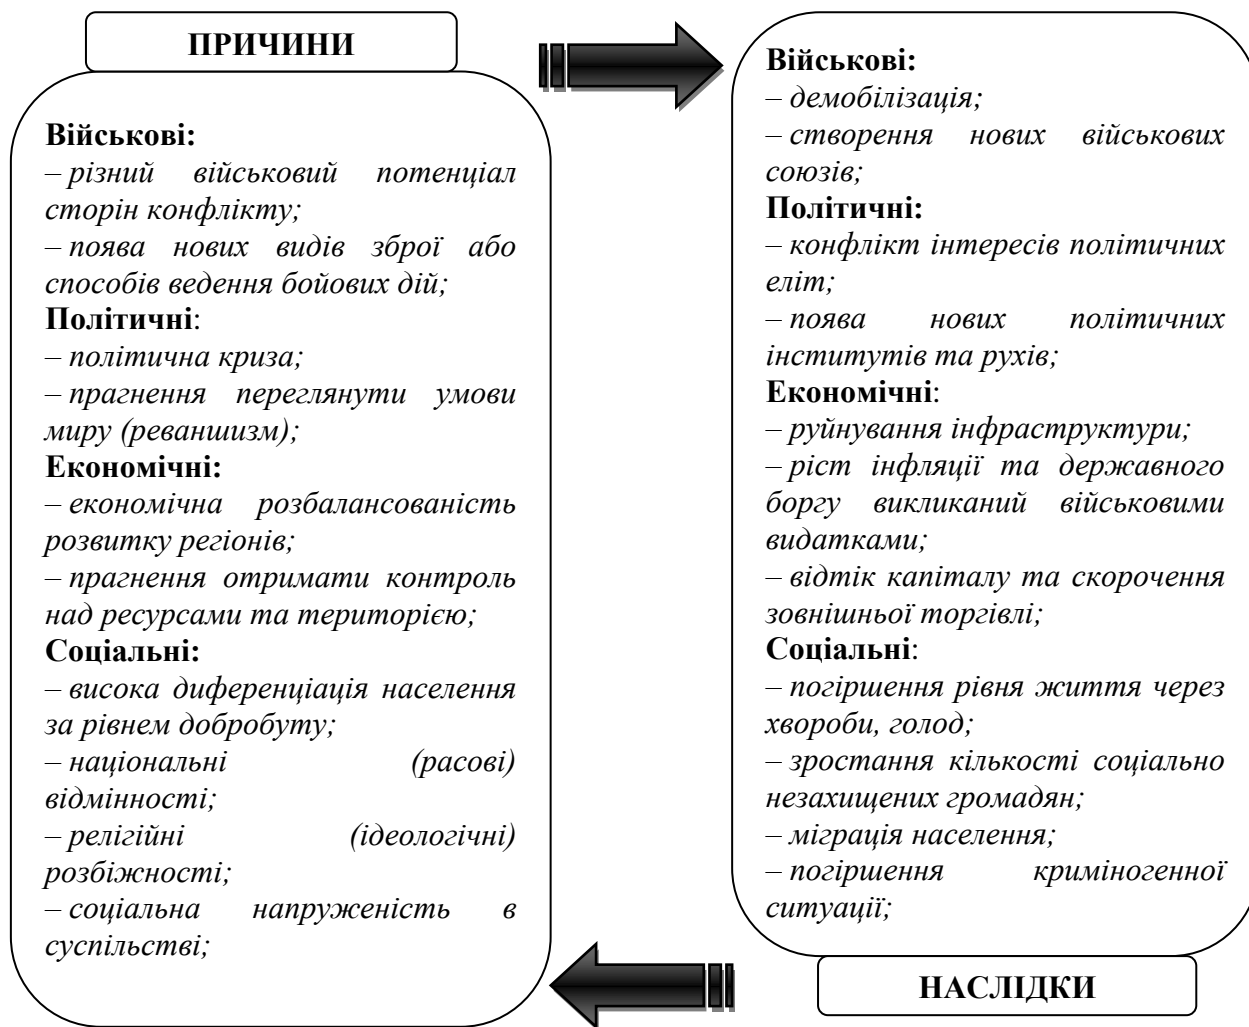 ПРИЧИНИ
Військові:
– різний військовий потенціал
сторін конфлікту;
– поява нових видів зброї або
способів ведення бойових дій;
Політичні:
– політична криза;
– прагнення переглянути умови
миру (реваншизм);
Економічні:
– економічна розбалансованість
розвитку регіонів;
– прагнення отримати контроль
над ресурсами та територією;
Соціальні:
– висока диференціація населення
за рівнем добробуту;
– національні (расові)
відмінності;
– релігійні (ідеологічні)
розбіжності;
– соціальна напруженість в
суспільстві;
Військові:
– демобілізація;
– створення нових військових
союзів;
Політичні:
– конфлікт інтересів політичних
еліт;
– поява нових політичних
інститутів та рухів;
Економічні:
– руйнування інфраструктури;
– ріст інфляції та державного
боргу викликаний військовими
видатками;
– відтік капіталу та скорочення
зовнішньої торгівлі;
Соціальні:
– погіршення рівня життя через
хвороби, голод;
– зростання кількості соціально
незахищених громадян;
– міграція населення;
– погіршення криміногенної
ситуації;
НАСЛІДКИ